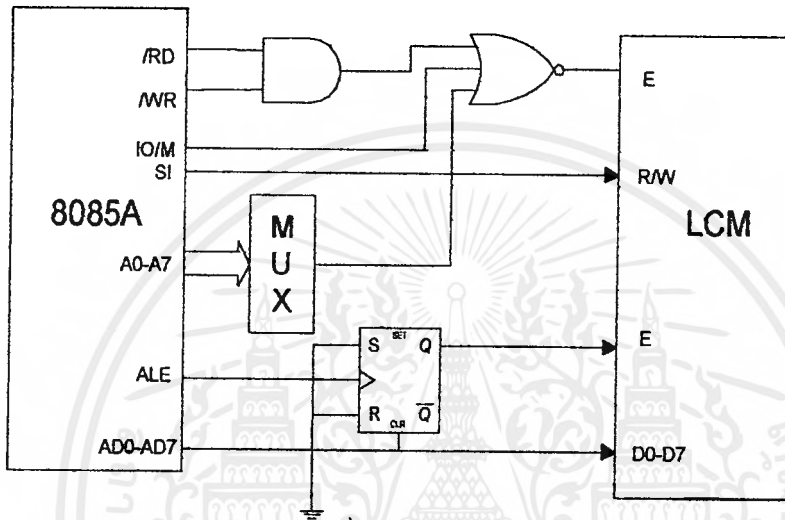 /RD
/WR
IO/M
SI
8085A
A0-A7
ALE
AD0-AD7
M
U
X
S
SET
Q
R
CLR
Q
E
R/W
LCM
E
D0-D7